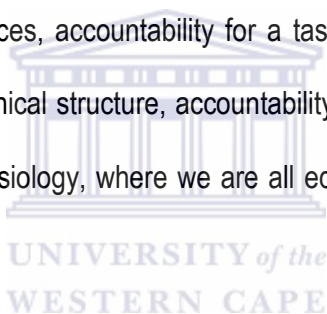 ces, accountability for a tas
nical structure, accountability
siology, where we are all ec
UNIVERSITY of the
WESTERN CAPE